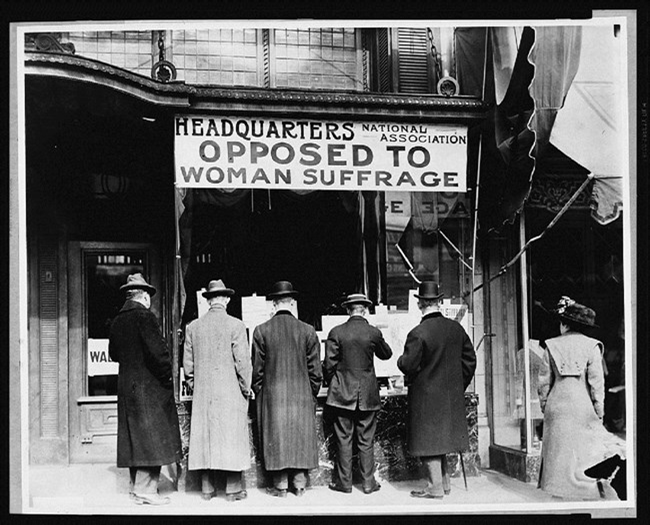 HEADQUARTERS NATIONAL ASSOCIATION
OPPOSED TO
WOMAN SUFFRAGE